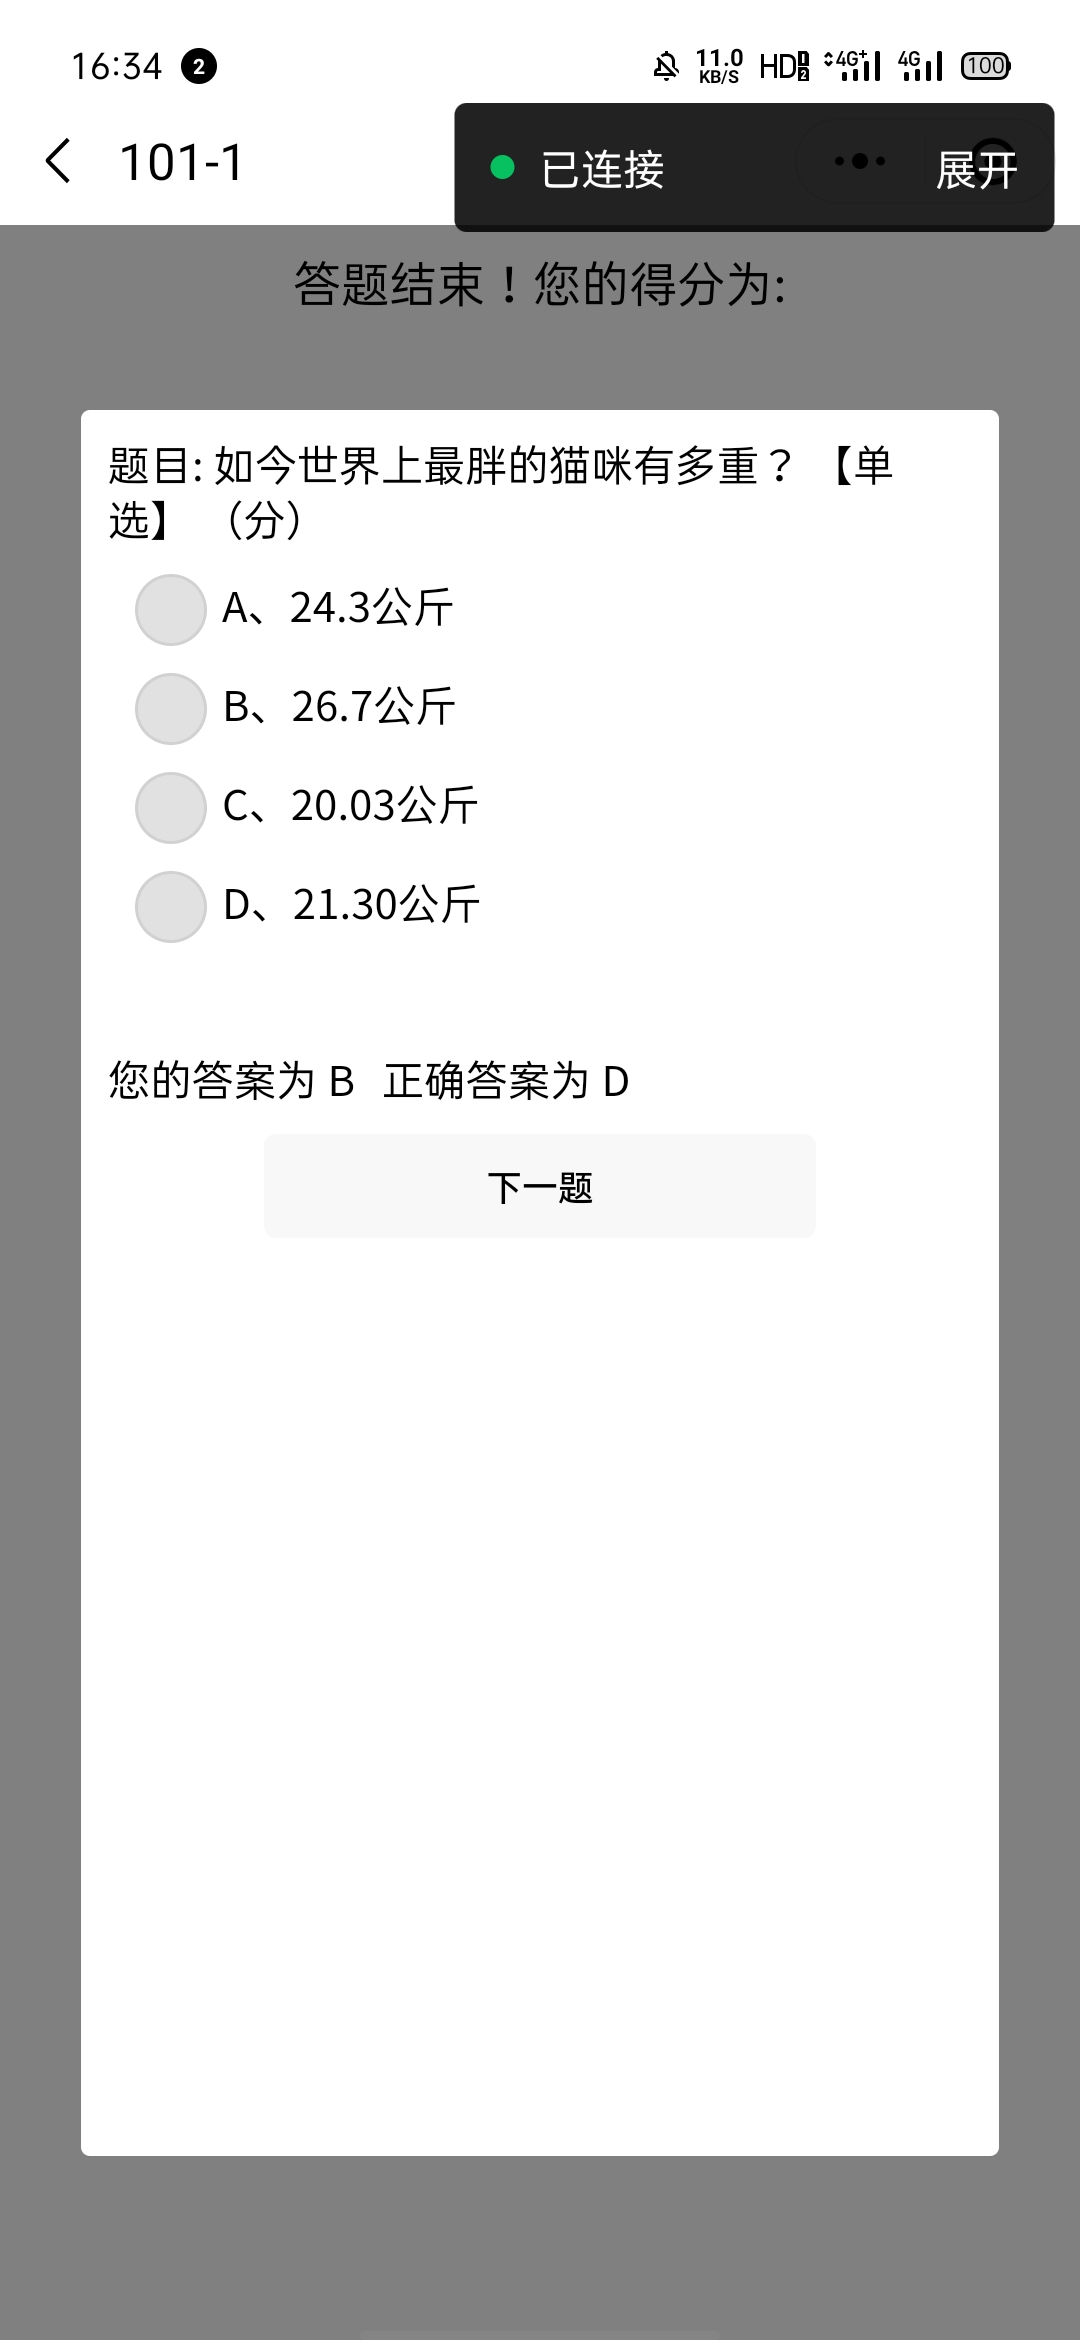 16:34 2 11.0 KB/S HD 1 2 4G+ 4G 100
101-1 已连接 展开
答题结束！您的得分为:
题目: 如今世界上最胖的猫咪有多重？ 【单
选】 （分）
A、24.3公斤
B、26.7公斤
C、20.03公斤
D、21.30公斤
您的答案为 B 正确答案为 D
下一题